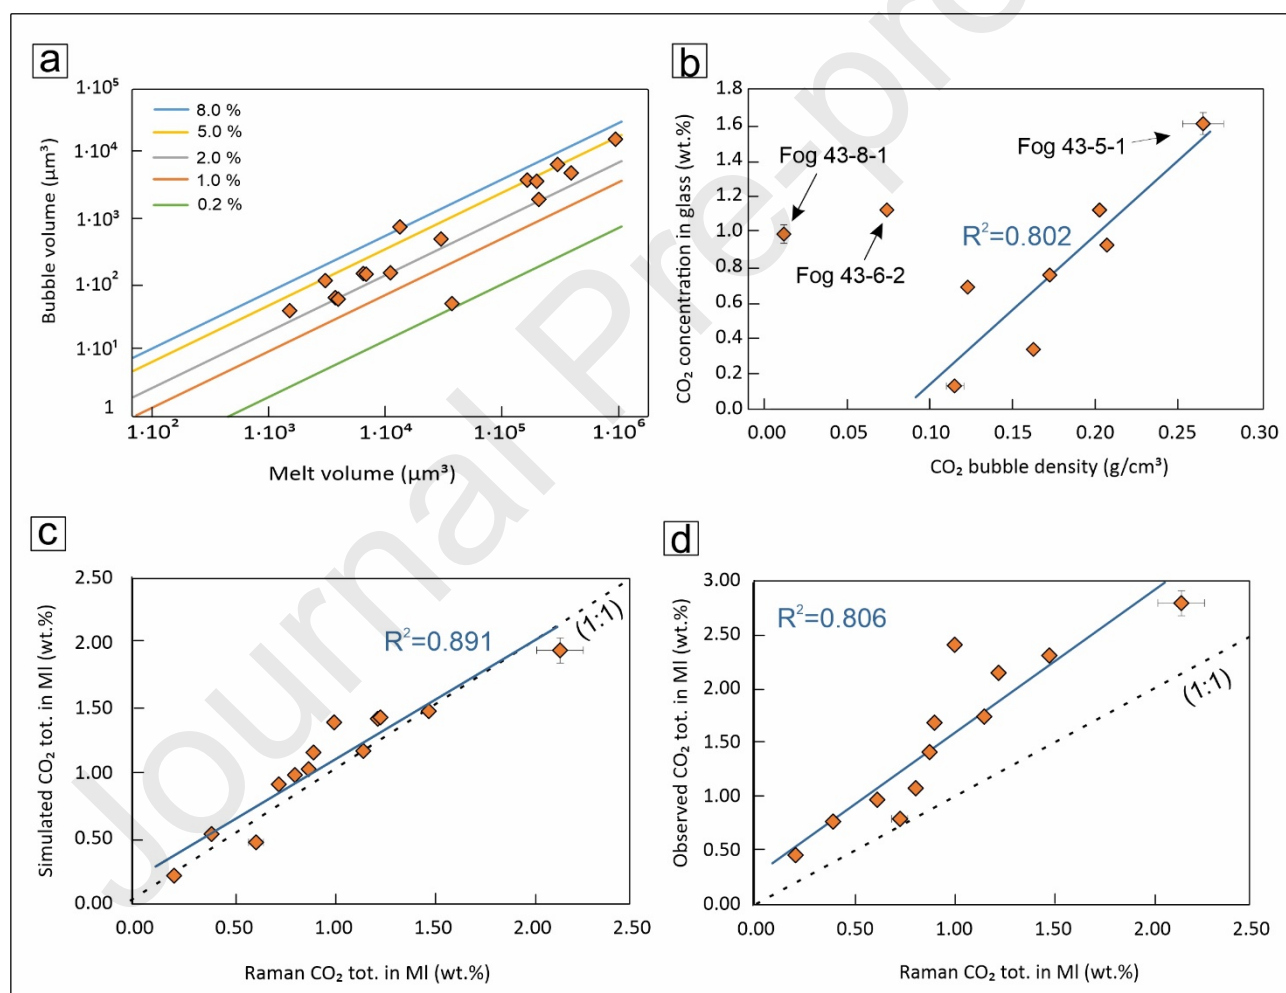 a
1·10⁵
1·10⁴
1·10³
1·10²
1·10¹
1
Bubble volume (µm³)
8.0 %
5.0 %
2.0 %
1.0 %
0.2 %
1·10² 1·10³ 1·10⁴ 1·10⁵ 1·10⁶
Melt volume (µm³)
b
1.8
1.6
1.4
1.2
1.0
0.8
0.6
0.4
0.2
0.0
CO₂ concentration in glass (wt.%)
Fog 43-8-1
Fog 43-5-1
R²=0.802
Fog 43-6-2
0.00 0.05 0.10 0.15 0.20 0.25 0.30
CO₂ bubble density (g/cm³)
c
2.50
2.00
1.50
1.00
0.50
0.00
Simulated CO₂ tot. in MI (wt.%)
R²=0.891
(1:1)
0.00 0.50 1.00 1.50 2.00 2.50
Raman CO₂ tot. in MI (wt.%)
d
3.00
2.50
2.00
1.50
1.00
0.50
0.00
Observed CO₂ tot. in MI (wt.%)
R²=0.806
(1:1)
0.00 0.50 1.00 1.50 2.00 2.50
Raman CO₂ tot. in MI (wt.%)
Journal Pre-pro